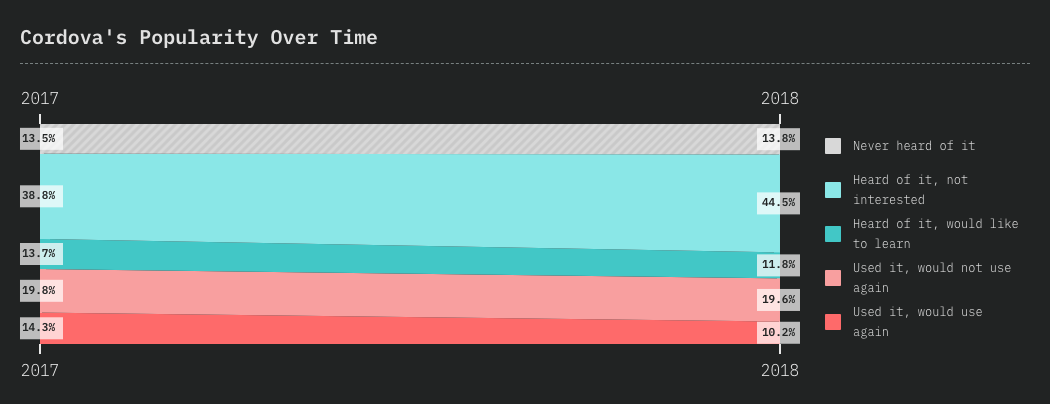 Cordova's Popularity Over Time
2017
2018
13.5%
13.8%
38.8%
44.5%
13.7%
11.8%
19.8%
19.6%
14.3%
10.2%
2017
2018
Never heard of it
Heard of it, not
interested
Heard of it, would like
to learn
Used it, would not use
again
Used it, would use
again